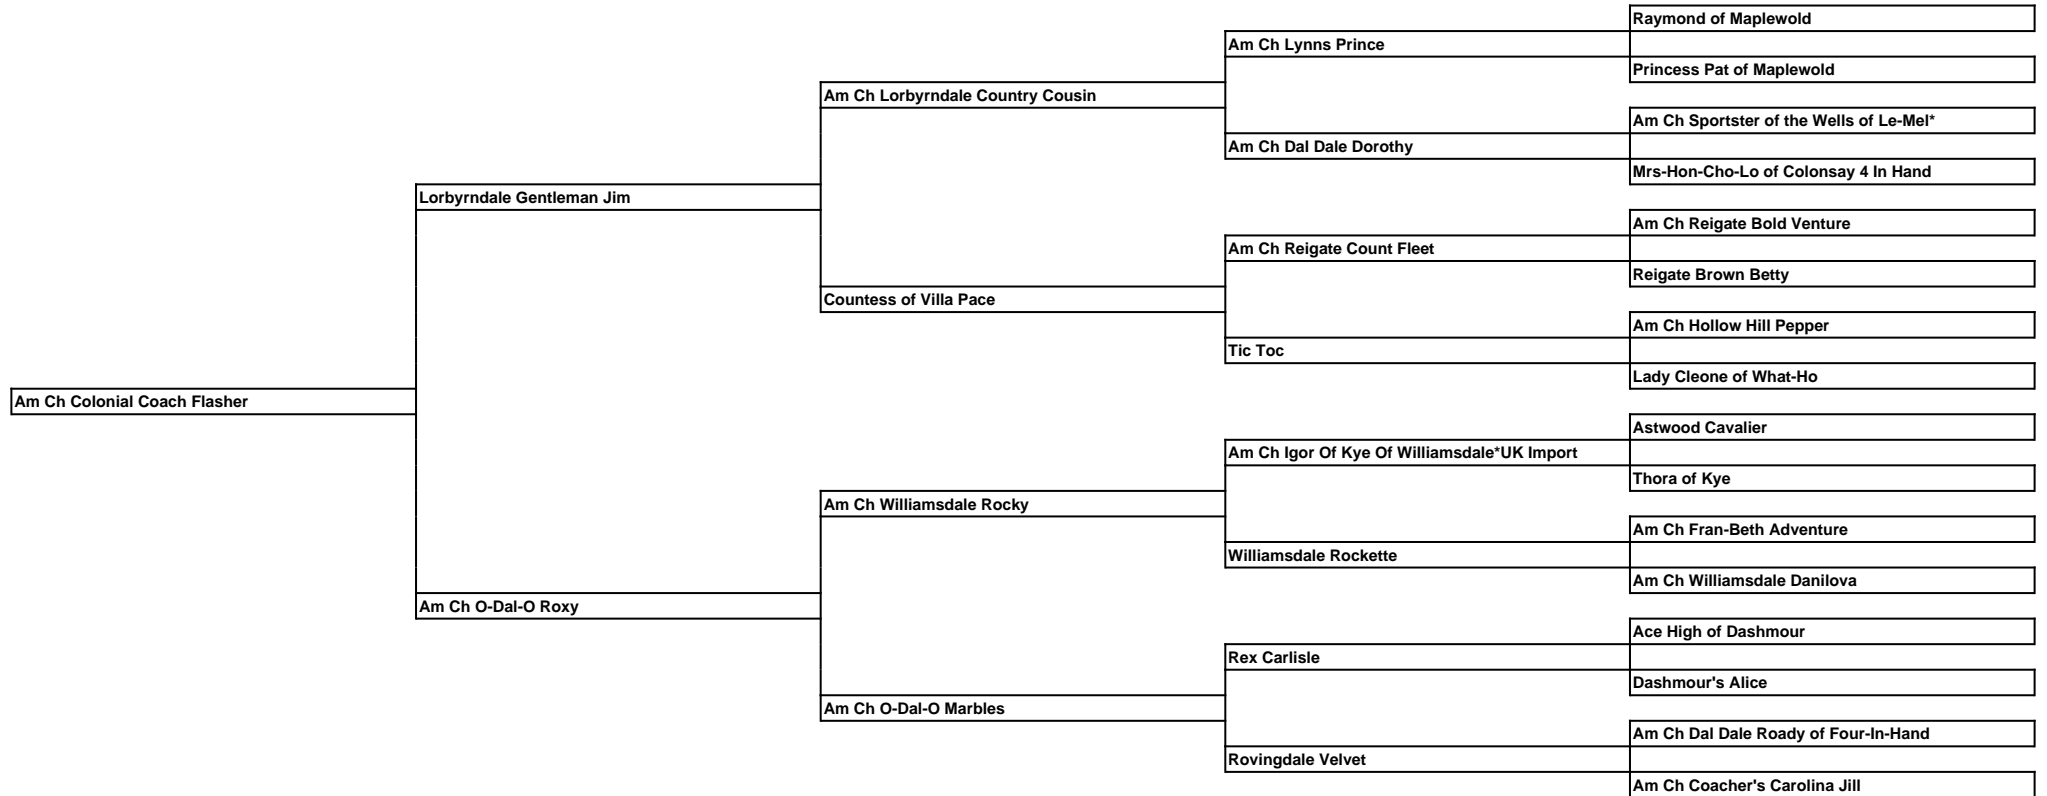 Raymond of Maplewold
Am Ch Lynns Prince
Princess Pat of Maplewold
Am Ch Lorbyrndale Country Cousin
Am Ch Sportster of the Wells of Le-Mel*
Am Ch Dal Dale Dorothy
Mrs-Hon-Cho-Lo of Colonsay 4 In Hand
Lorbyrndale Gentleman Jim
Am Ch Reigate Bold Venture
Am Ch Reigate Count Fleet
Reigate Brown Betty
Countess of Villa Pace
Am Ch Hollow Hill Pepper
Tic Toc
Lady Cleone of What-Ho
Am Ch Colonial Coach Flasher
Astwood Cavalier
Am Ch Igor Of Kye Of Williamsdale*UK Import
Thora of Kye
Am Ch Williamsdale Rocky
Am Ch Fran-Beth Adventure
Williamsdale Rockette
Am Ch Williamsdale Danilova
Am Ch O-Dal-O Roxy
Ace High of Dashmour
Rex Carlisle
Dashmour's Alice
Am Ch O-Dal-O Marbles
Am Ch Dal Dale Roady of Four-In-Hand
Rovingdale Velvet
Am Ch Coacher's Carolina Jill